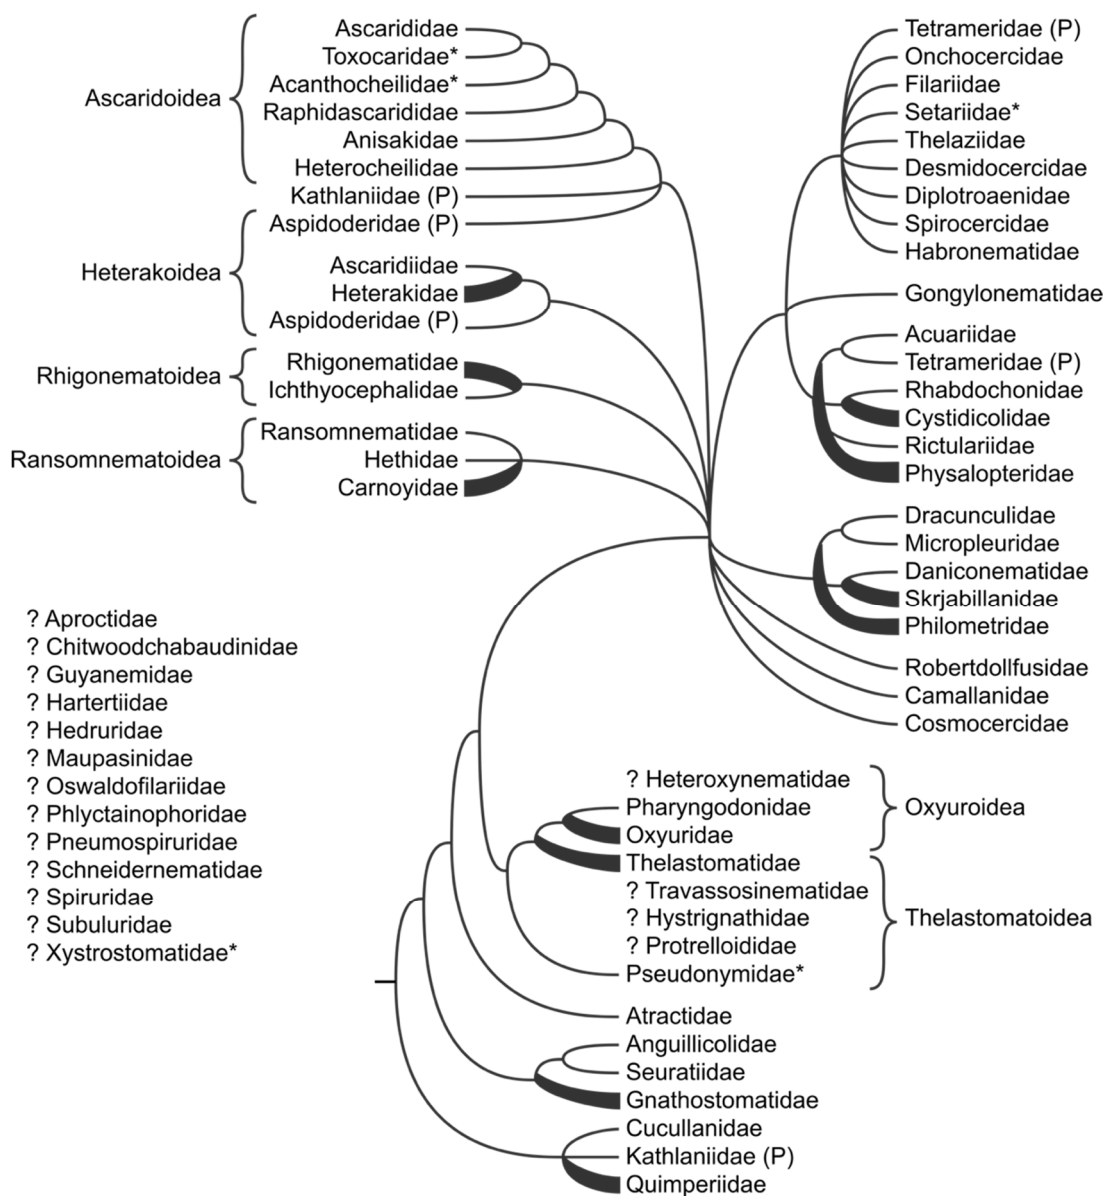 Ascaridoidea
Ascarididae
Toxocaridae*
Acanthocheilidae*
Raphidascarididae
Anisakidae
Heterocheilidae
Kathlaniidae (P)
Aspidoderidae (P)
Heterakoidea
Ascaridiidae
Heterakidae
Aspidoderidae (P)
Rhigonematoidea
Rhigonematidae
Ichthyocephalidae
Ransomnematoidea
Ransomnematidae
Hethidae
Carnoyidae
Tetrameridae (P)
Onchocercidae
Filariidae
Setariidae*
Thelaziidae
Desmidocercidae
Diplotroaenidae
Spirocercidae
Habronematidae
Gongylonematidae
Acuariidae
Tetrameridae (P)
Rhabdochonidae
Cystidicolidae
Rictulariidae
Physalopteridae
Dracunculidae
Micropleuridae
Daniconematidae
Skrjabillanidae
Philometridae
Robertdollfusidae
Camallanidae
Cosmocercidae
? Aproctidae
? Chitwoodchabaudinidae
? Guyanemidae
? Hartertiidae
? Hedruridae
? Maupasinidae
? Oswaldofilariidae
? Phlyctainophoridae
? Pneumospiruridae
? Schneidernematidae
? Spiruridae
? Subuluridae
? Xystrostomatidae*
? Heteroxynematidae
Pharyngodonidae
Oxyuridae
Oxyuroidea
Thelastomatidae
? Travassosinematidae
? Hystrignathidae
? Protrelloididae
Pseudonymidae*
Thelastomatoidea
Atractidae
Anguillicolidae
Seuratiidae
Gnathostomatidae
Cucullanidae
Kathlaniidae (P)
Quimperiidae